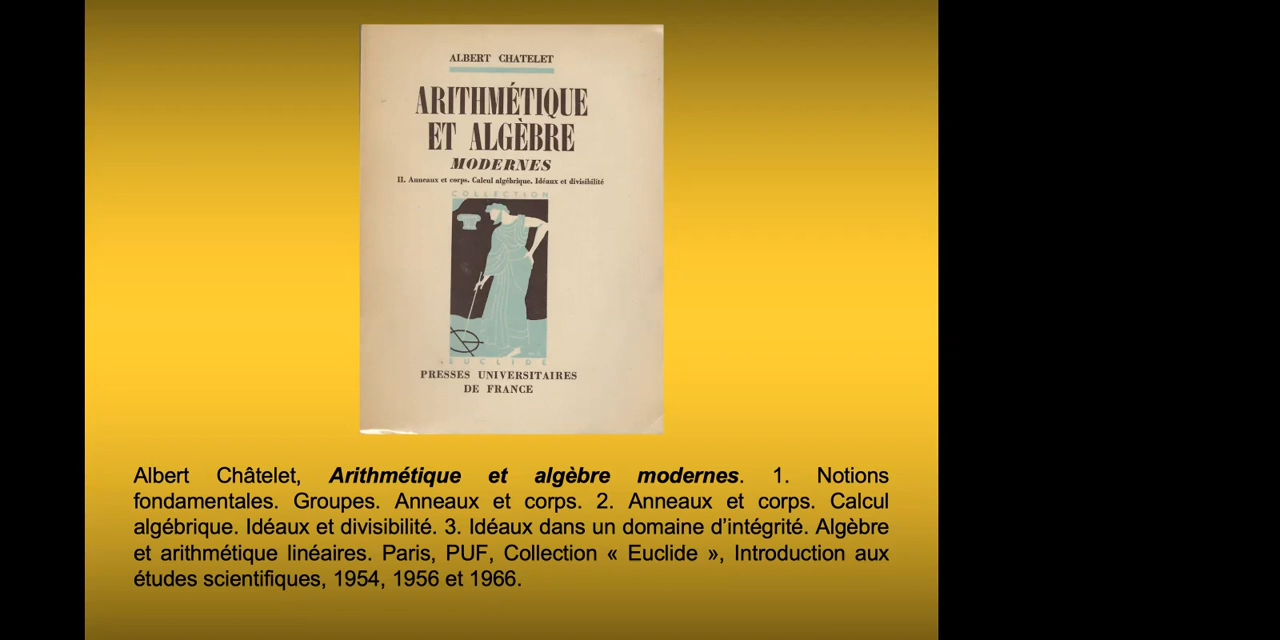 ALBERT CHATELET
ARITHMÉTIQUE
ET ALGÈBRE
MODERNES
II. Anneaux et corps. Calcul algébrique. Idéaux et divisibilité
COLLECTION
EUCLIDE
PRESSES UNIVERSITAIRES
DE FRANCE
Albert Châtelet, Arithmétique et algèbre modernes. 1. Notions
fondamentales. Groupes. Anneaux et corps. 2. Anneaux et corps. Calcul
algébrique. Idéaux et divisibilité. 3. Idéaux dans un domaine d’intégrité. Algèbre
et arithmétique linéaires. Paris, PUF, Collection « Euclide », Introduction aux
études scientifiques, 1954, 1956 et 1966.